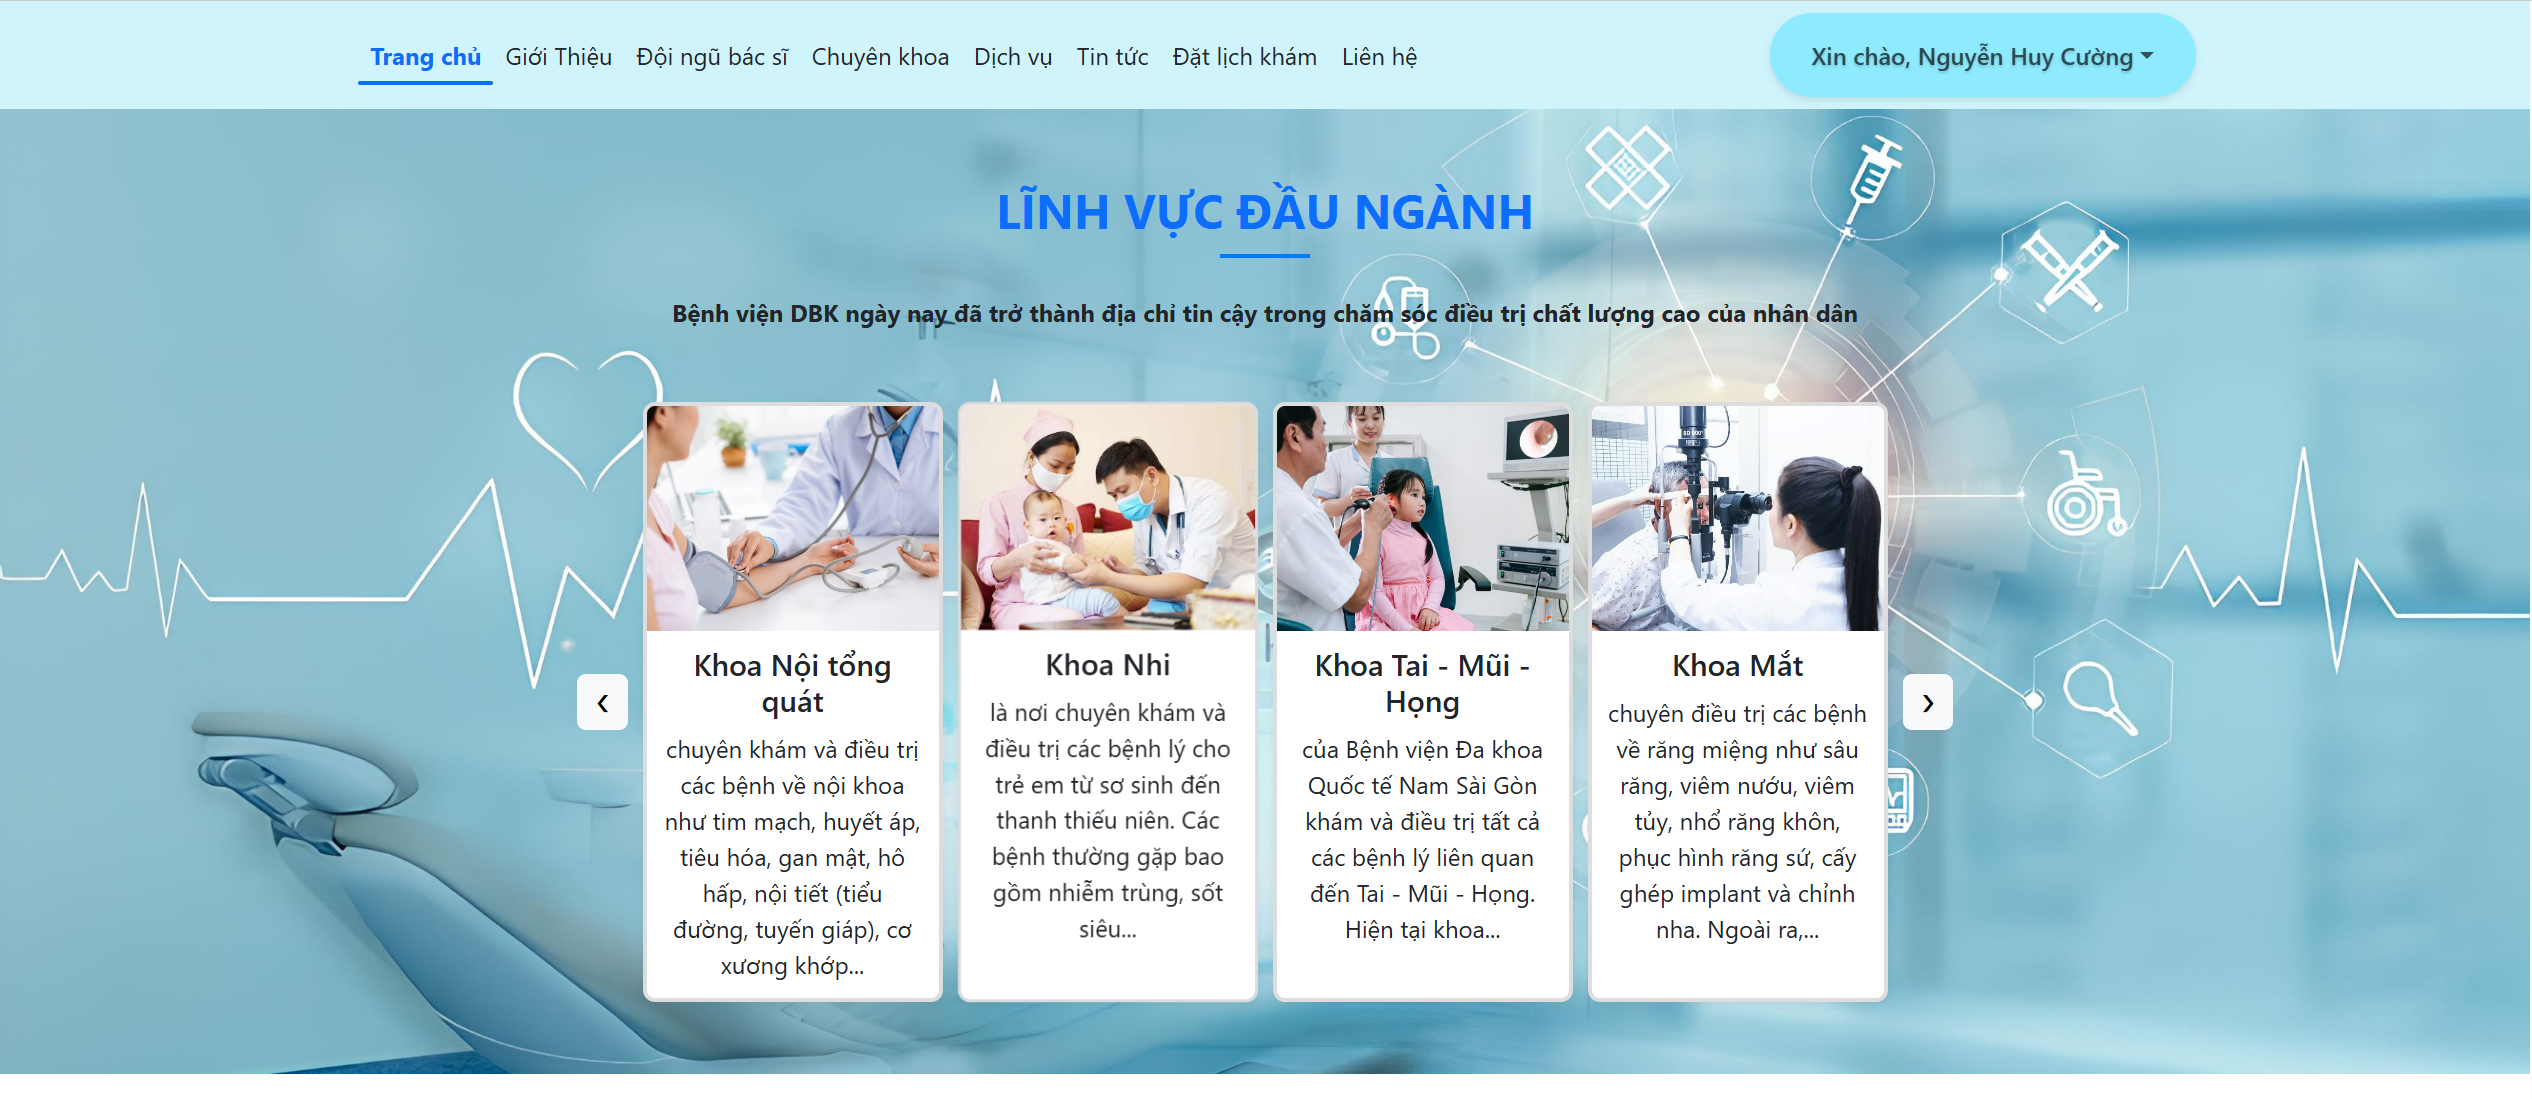 Trang chủ Giới Thiệu Đội ngũ bác sĩ Chuyên khoa Dịch vụ Tin tức Đặt lịch khám Liên hệ Xin chào, Nguyễn Huy Cường
LĨNH VỰC ĐẦU NGÀNH
Bệnh viện DBK ngày nay đã trở thành địa chỉ tin cậy trong chăm sóc điều trị chất lượng cao của nhân dân
Khoa Nội tổng
quát
chuyên khám và điều trị
các bệnh về nội khoa
như tim mạch, huyết áp,
tiêu hóa, gan mật, hô
hấp, nội tiết (tiểu
đường, tuyến giáp), cơ
xương khớp...
Khoa Nhi
là nơi chuyên khám và
điều trị các bệnh lý cho
trẻ em từ sơ sinh đến
thanh thiếu niên. Các
bệnh thường gặp bao
gồm nhiễm trùng, sốt
siêu...
Khoa Tai - Mũi -
Họng
của Bệnh viện Đa khoa
Quốc tế Nam Sài Gòn
khám và điều trị tất cả
các bệnh lý liên quan
đến Tai - Mũi - Họng.
Hiện tại khoa...
Khoa Mắt
chuyên điều trị các bệnh
về răng miệng như sâu
răng, viêm nướu, viêm
tủy, nhổ răng khôn,
phục hình răng sứ, cấy
ghép implant và chỉnh
nha. Ngoài ra,...